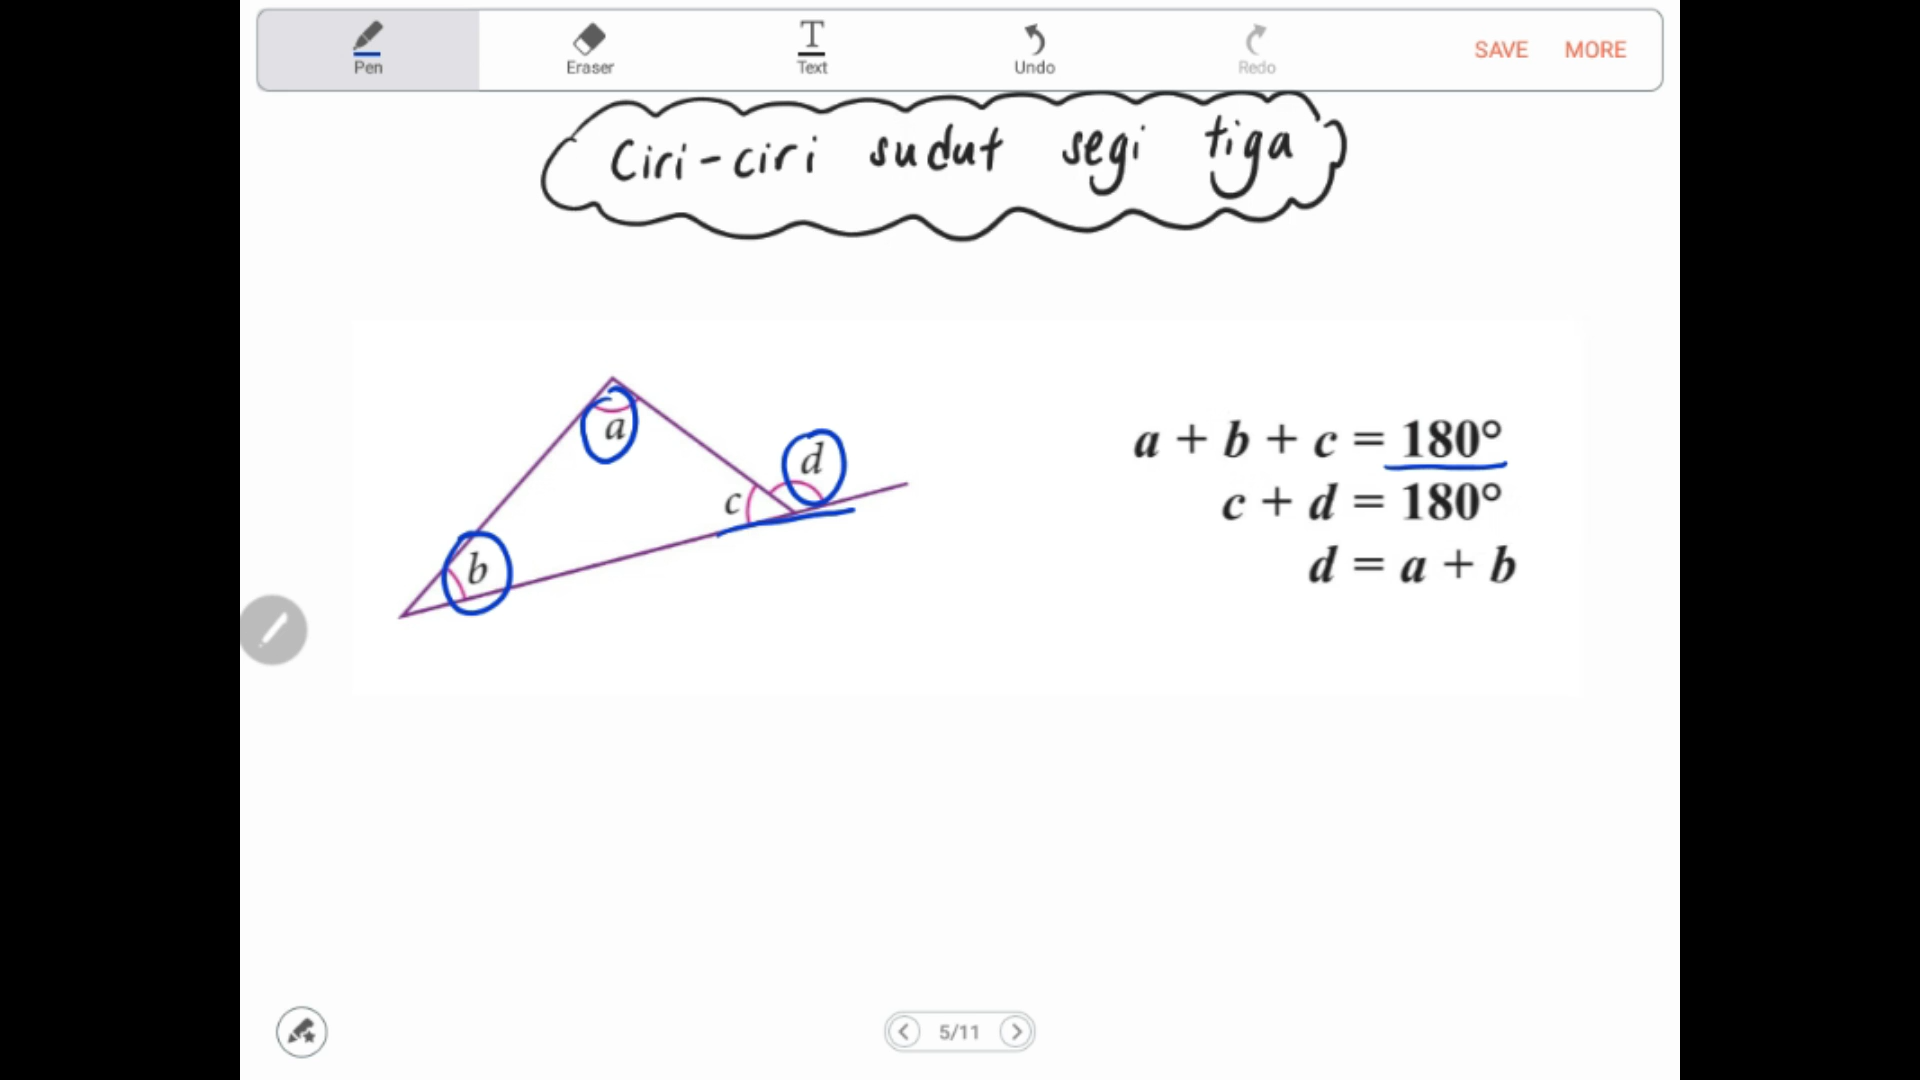 Pen Eraser Text Undo Redo SAVE MORE
Ciri-ciri sudut segi tiga
a
d
c
b
a + b + c = 180°
c + d = 180°
d = a + b
5/11